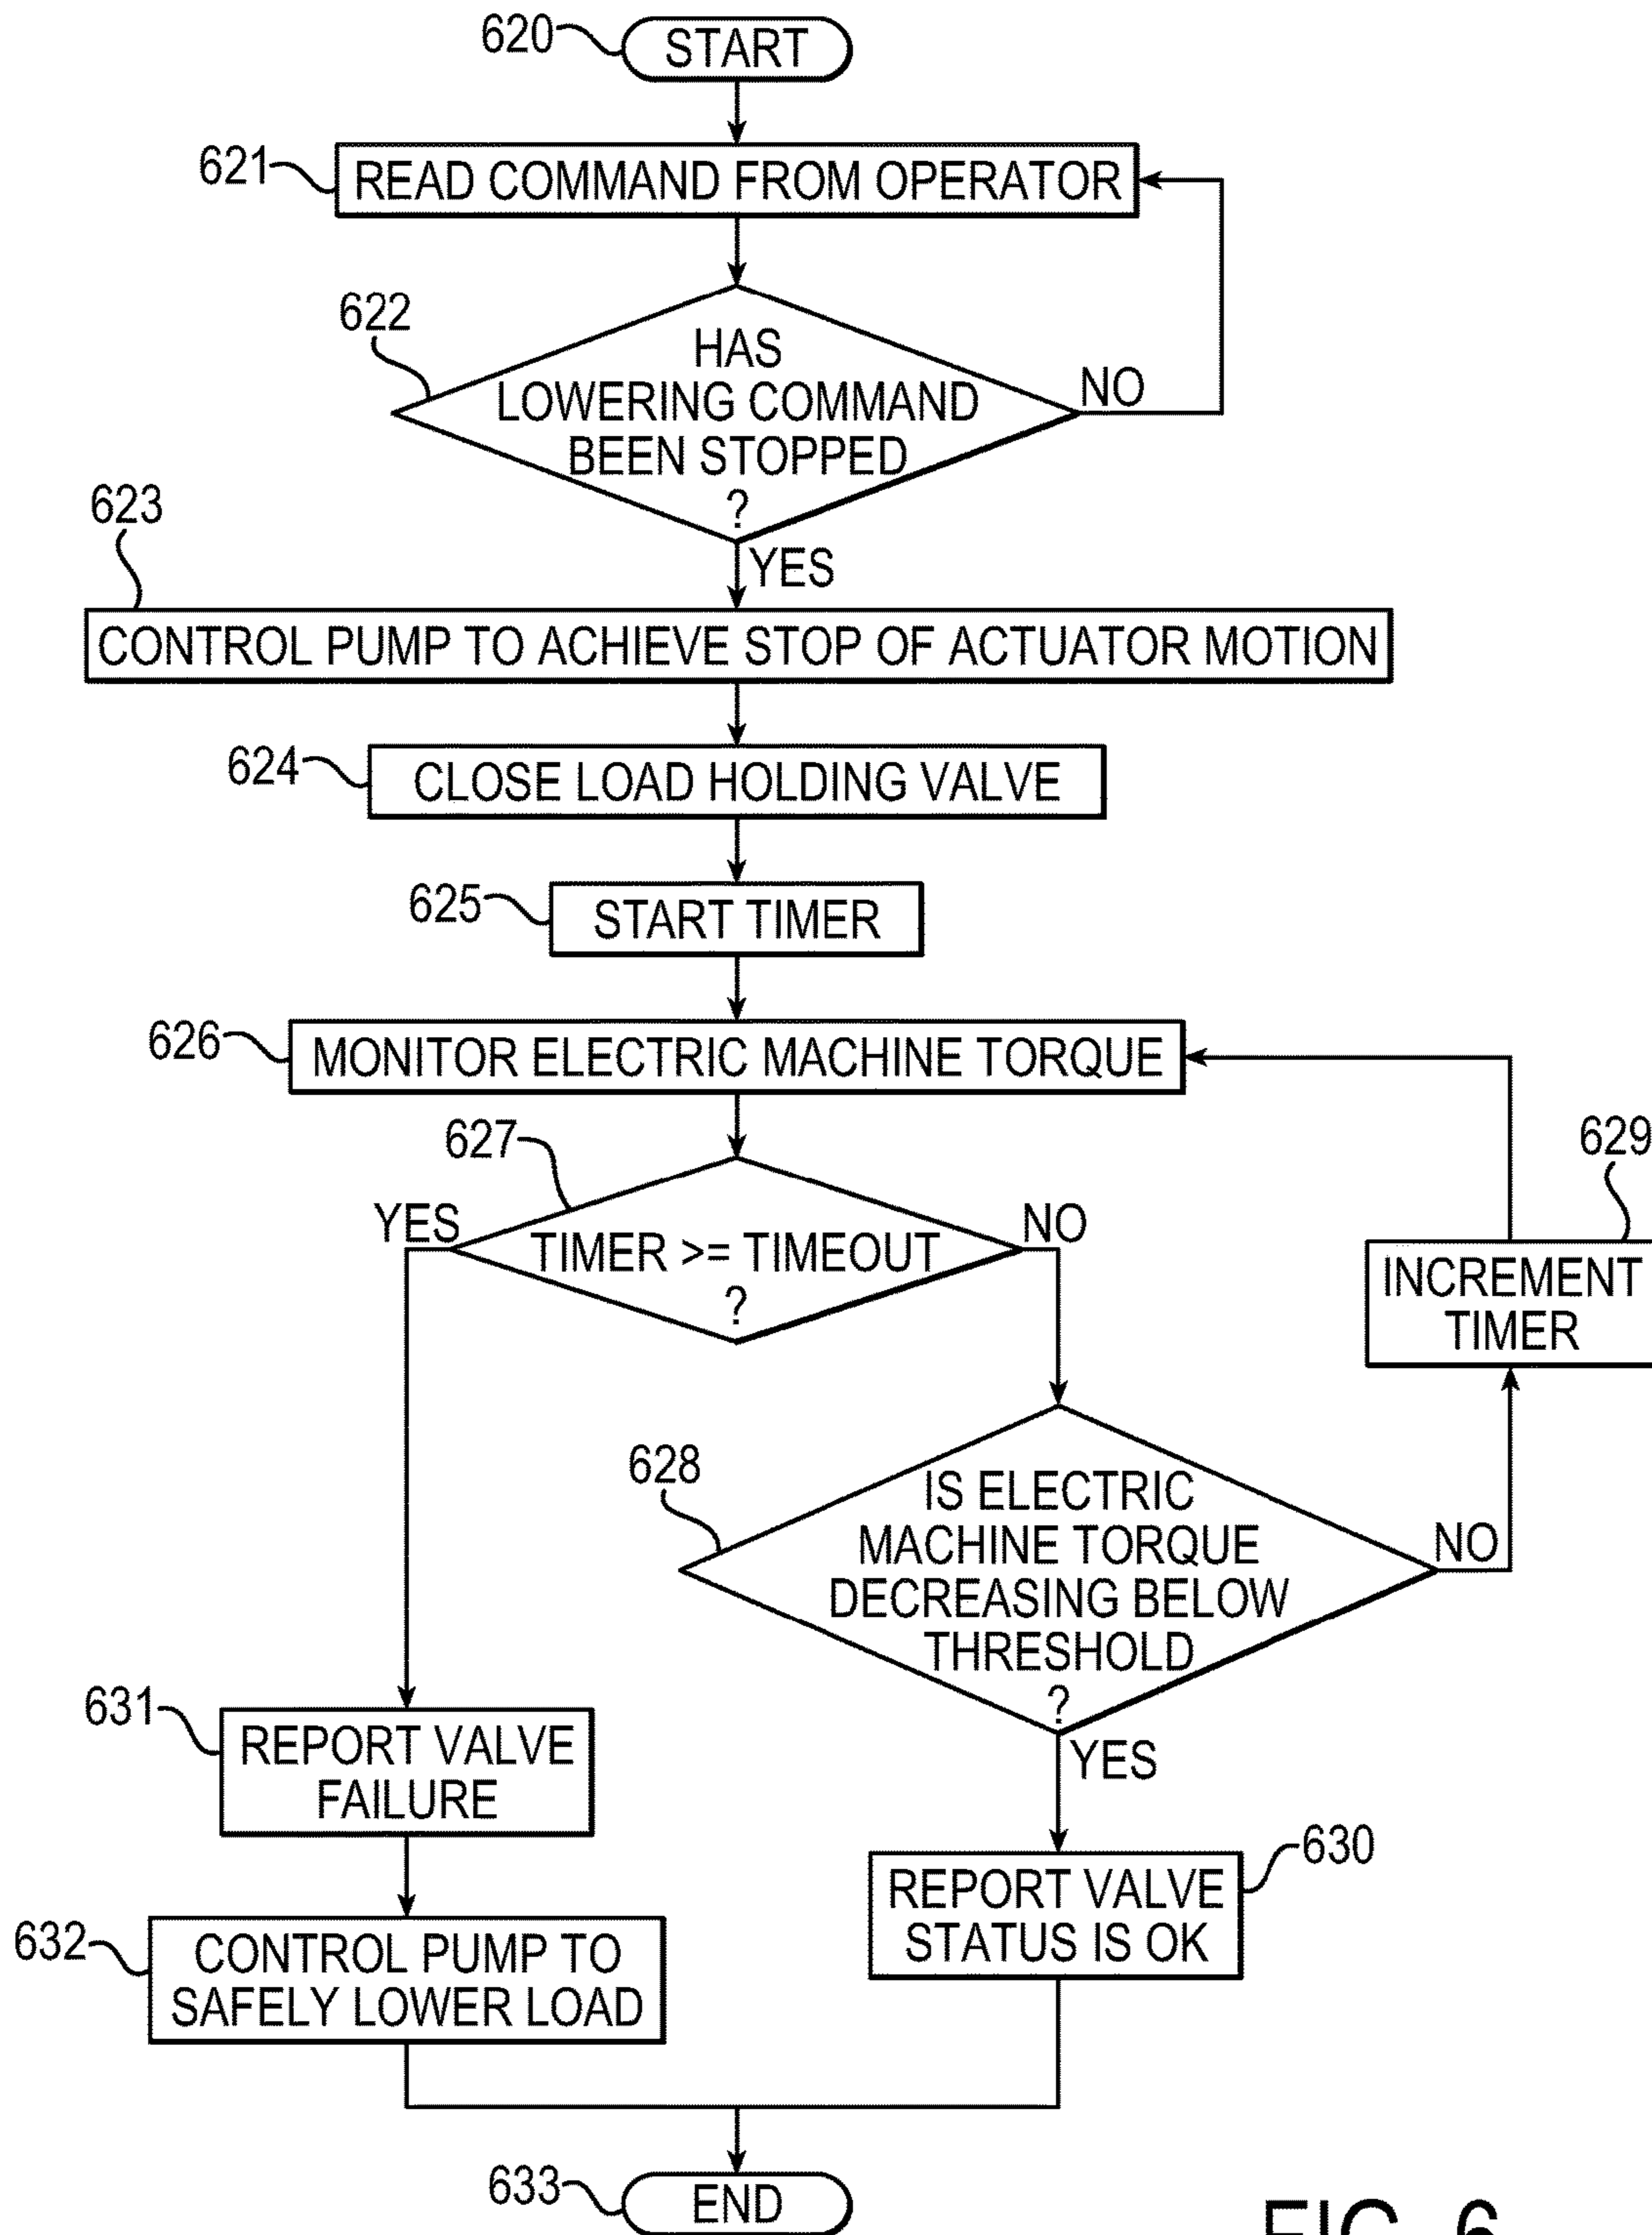 620
START
621
READ COMMAND FROM OPERATOR
622
HAS
LOWERING COMMAND
BEEN STOPPED
?
NO
YES
623
CONTROL PUMP TO ACHIEVE STOP OF ACTUATOR MOTION
624
CLOSE LOAD HOLDING VALVE
625
START TIMER
626
MONITOR ELECTRIC MACHINE TORQUE
627
YES
TIMER >= TIMEOUT
?
NO
629
INCREMENT
TIMER
628
IS ELECTRIC
MACHINE TORQUE
DECREASING BELOW
THRESHOLD
?
NO
YES
631
REPORT VALVE
FAILURE
630
REPORT VALVE
STATUS IS OK
632
CONTROL PUMP TO
SAFELY LOWER LOAD
633
END
FIG. 6